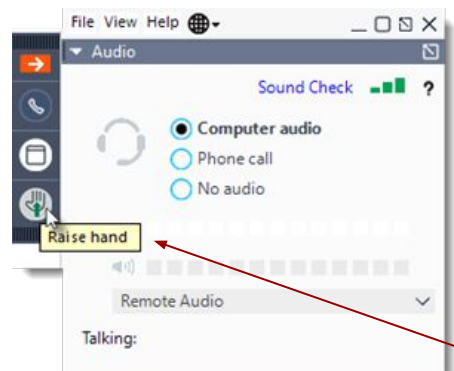 File View Help
Audio
Sound Check ?
Computer audio
Phone call
No audio
Raise hand
Remote Audio
Talking: